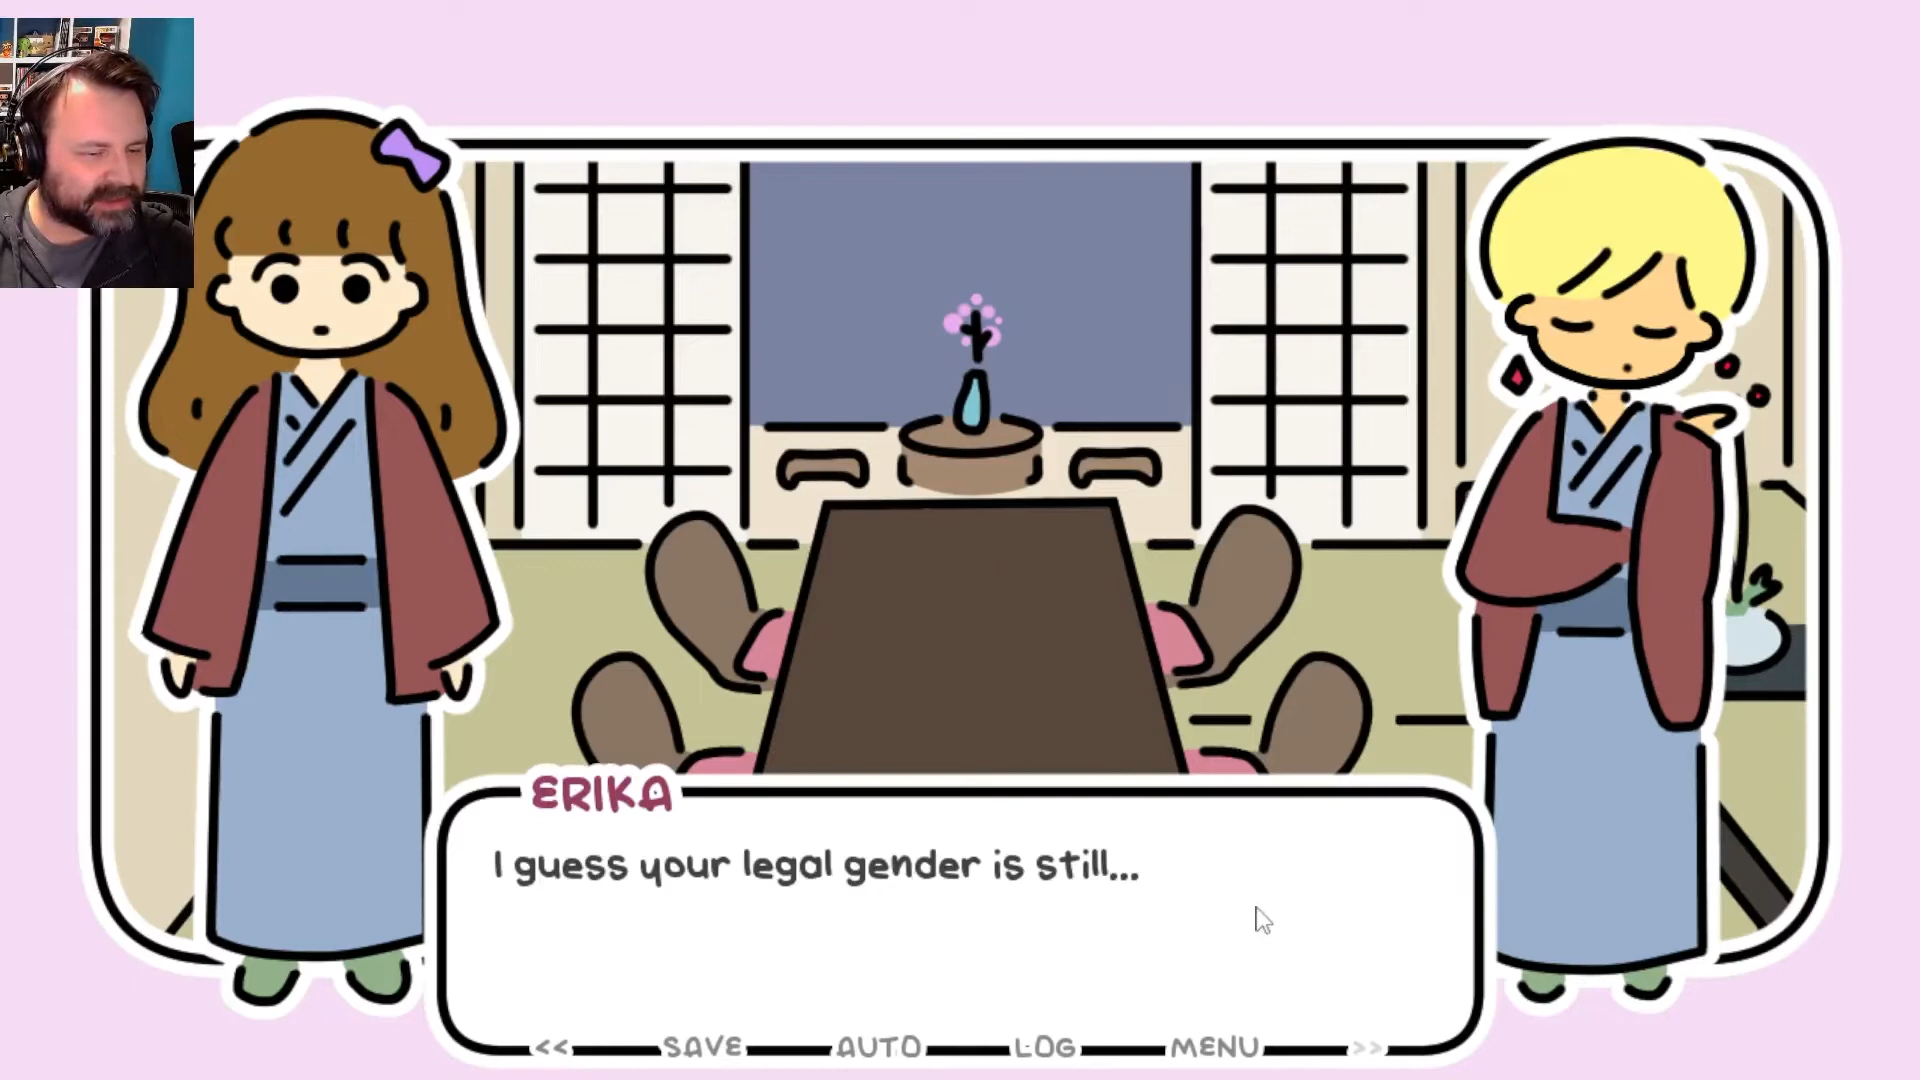 ERIKA
I guess your legal gender is still...
<< SAVE AUTO LOG MENU >>